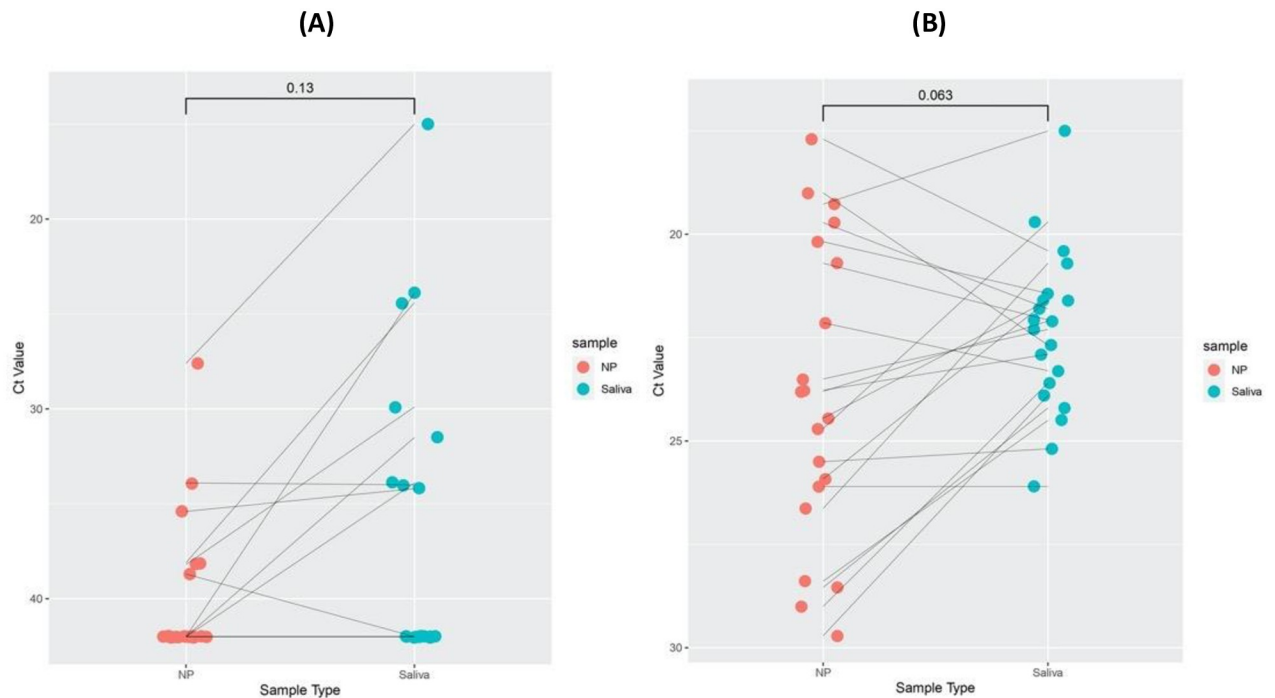 (A)
(B)
0.13
0.063
20
30
40
Ct Value
NP
Saliva
Sample Type
sample
NP
Saliva
20
25
30
Ct Value
NP
Saliva
Sample Type
sample
NP
Saliva